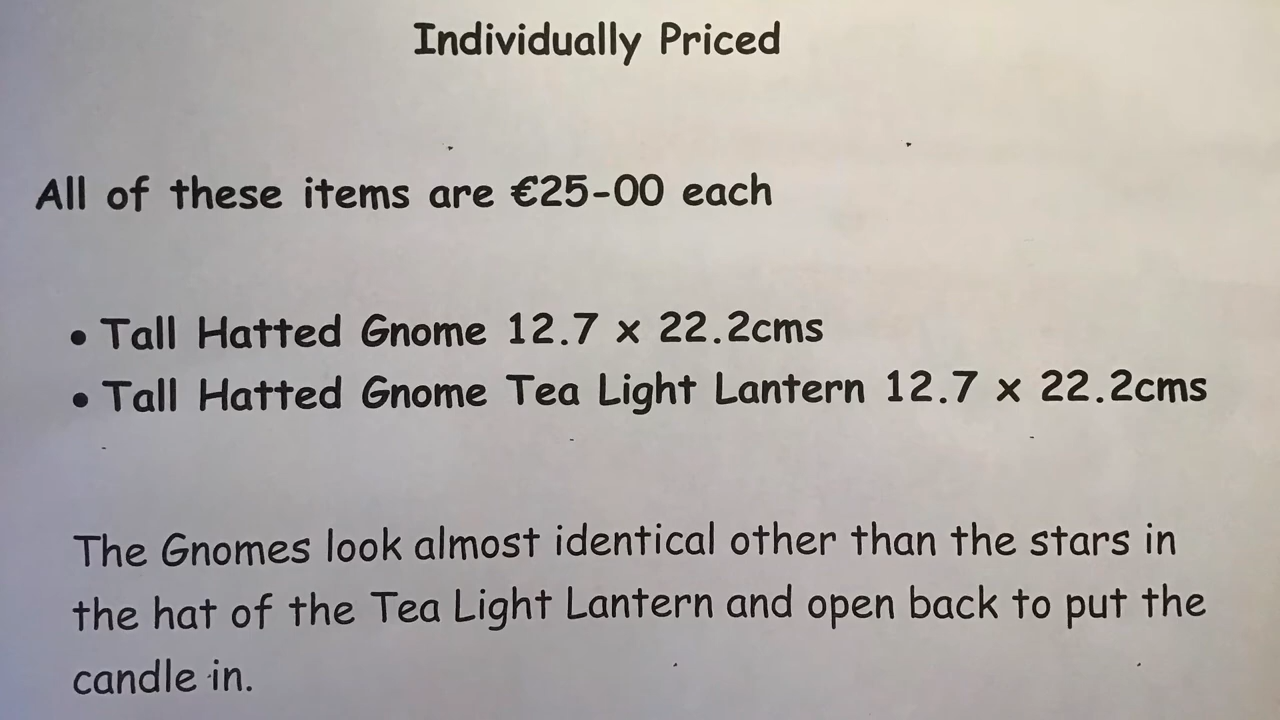 Individually Priced
All of these items are €25-00 each
• Tall Hatted Gnome 12.7 x 22.2cms
• Tall Hatted Gnome Tea Light Lantern 12.7 x 22.2cms
The Gnomes look almost identical other than the stars in
the hat of the Tea Light Lantern and open back to put the
candle in.